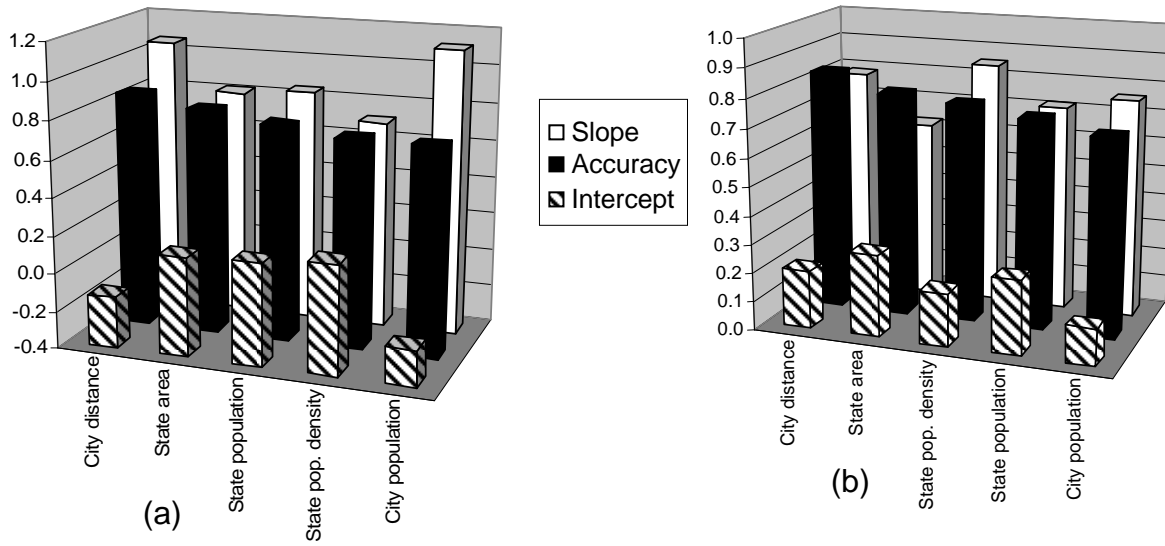 1.2
1.0
0.8
0.6
0.4
0.2
0.0
-0.2
-0.4
City distance
State area
State population
State pop. density
City population
(a)
Slope
Accuracy
Intercept
1.0
0.9
0.8
0.7
0.6
0.5
0.4
0.3
0.2
0.1
0.0
City distance
State area
State pop. density
State population
City population
(b)